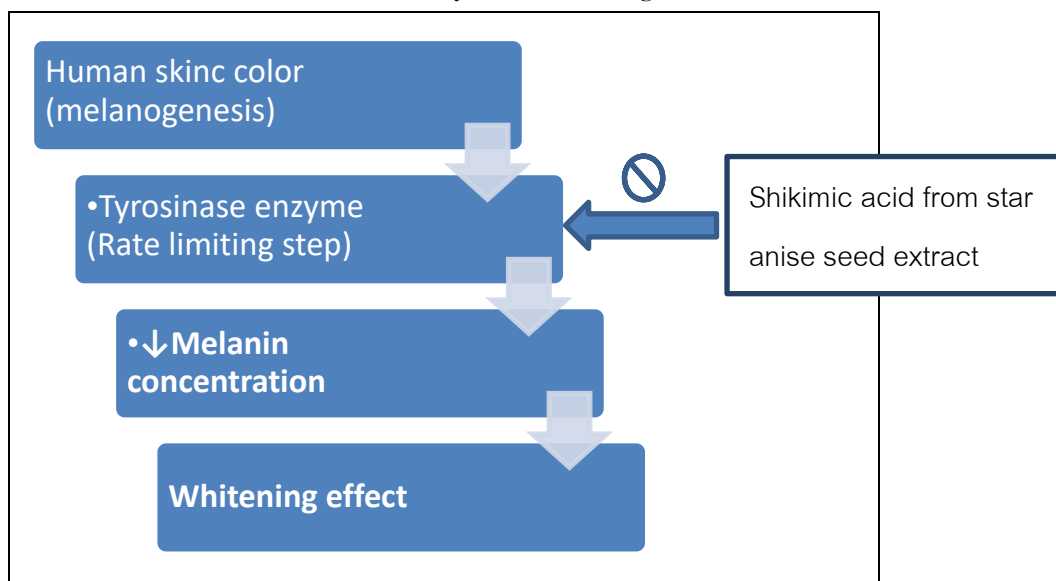 Human skinc color
(melanogenesis)
•Tyrosinase enzyme
(Rate limiting step)
Shikimic acid from star
anise seed extract
•↓Melanin
concentration
Whitening effect